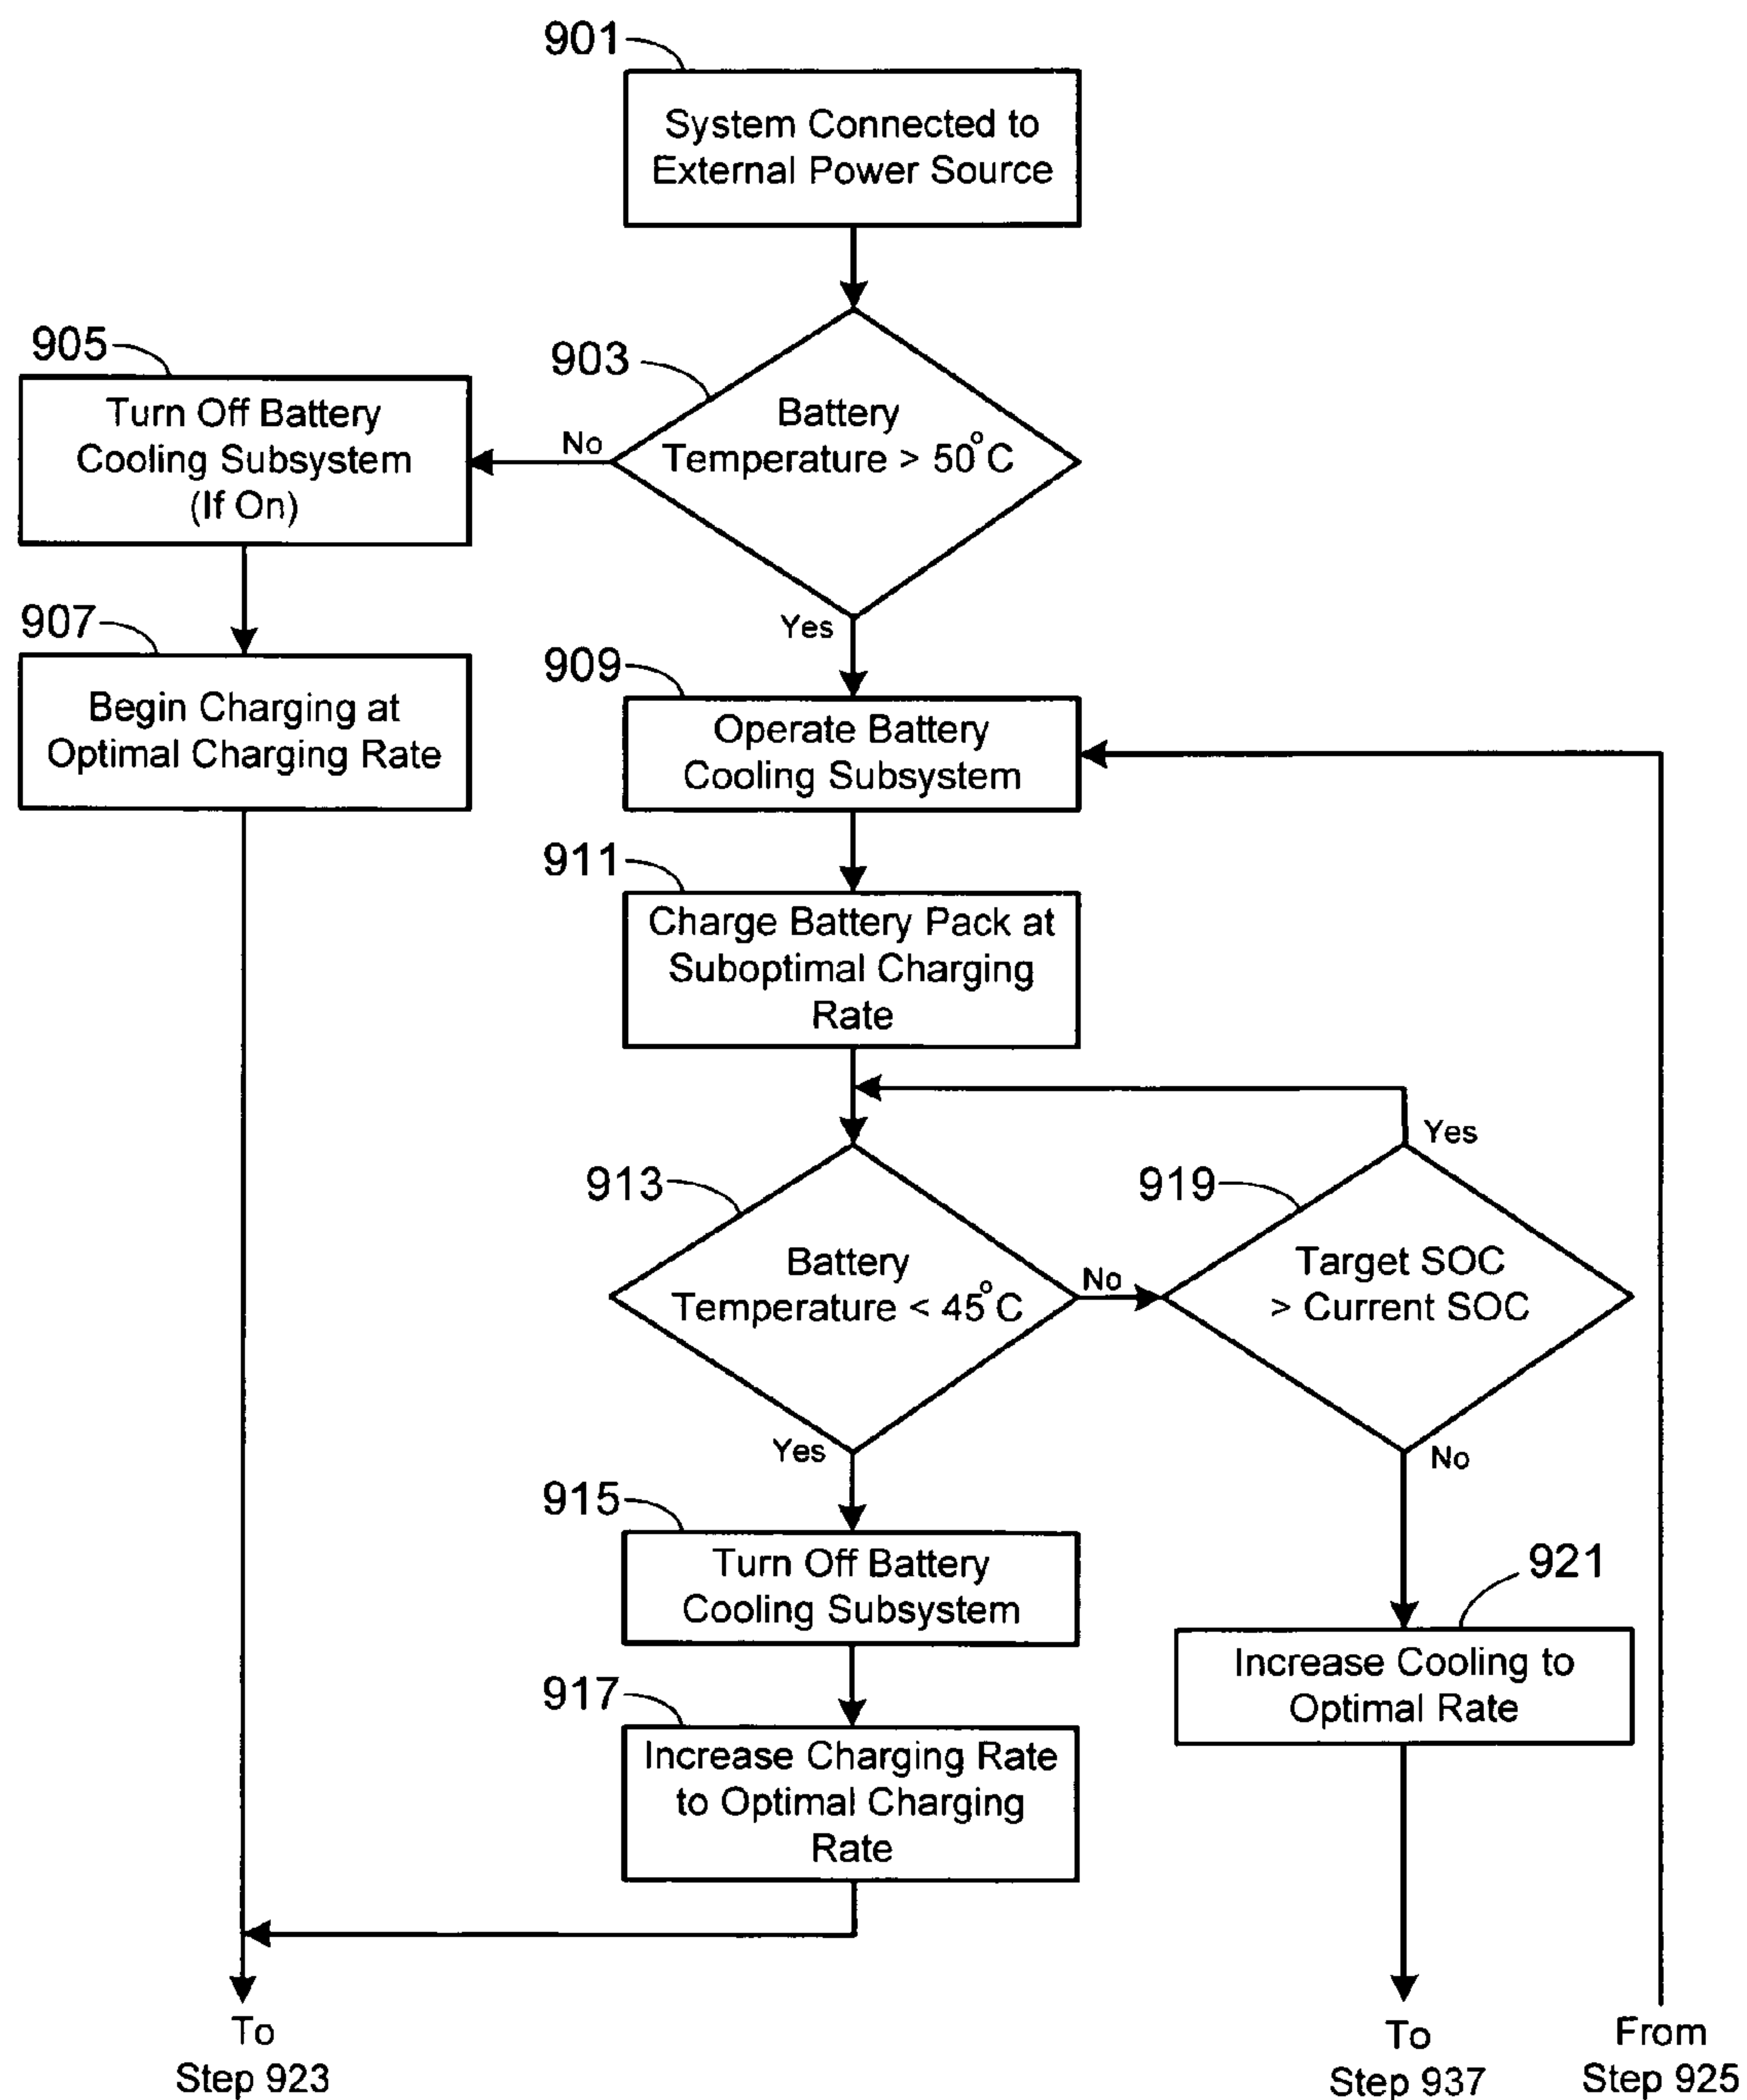 901
System Connected to
External Power Source
903
Battery
Temperature > 50°C
No
Yes
905
Turn Off Battery
Cooling Subsystem
(If On)
907
Begin Charging at
Optimal Charging Rate
909
Operate Battery
Cooling Subsystem
911
Charge Battery Pack at
Suboptimal Charging
Rate
913
Battery
Temperature < 45°C
No
Yes
919
Target SOC
> Current SOC
Yes
No
915
Turn Off Battery
Cooling Subsystem
921
Increase Cooling to
Optimal Rate
917
Increase Charging Rate
to Optimal Charging
Rate
To
Step 923
To
Step 937
From
Step 925